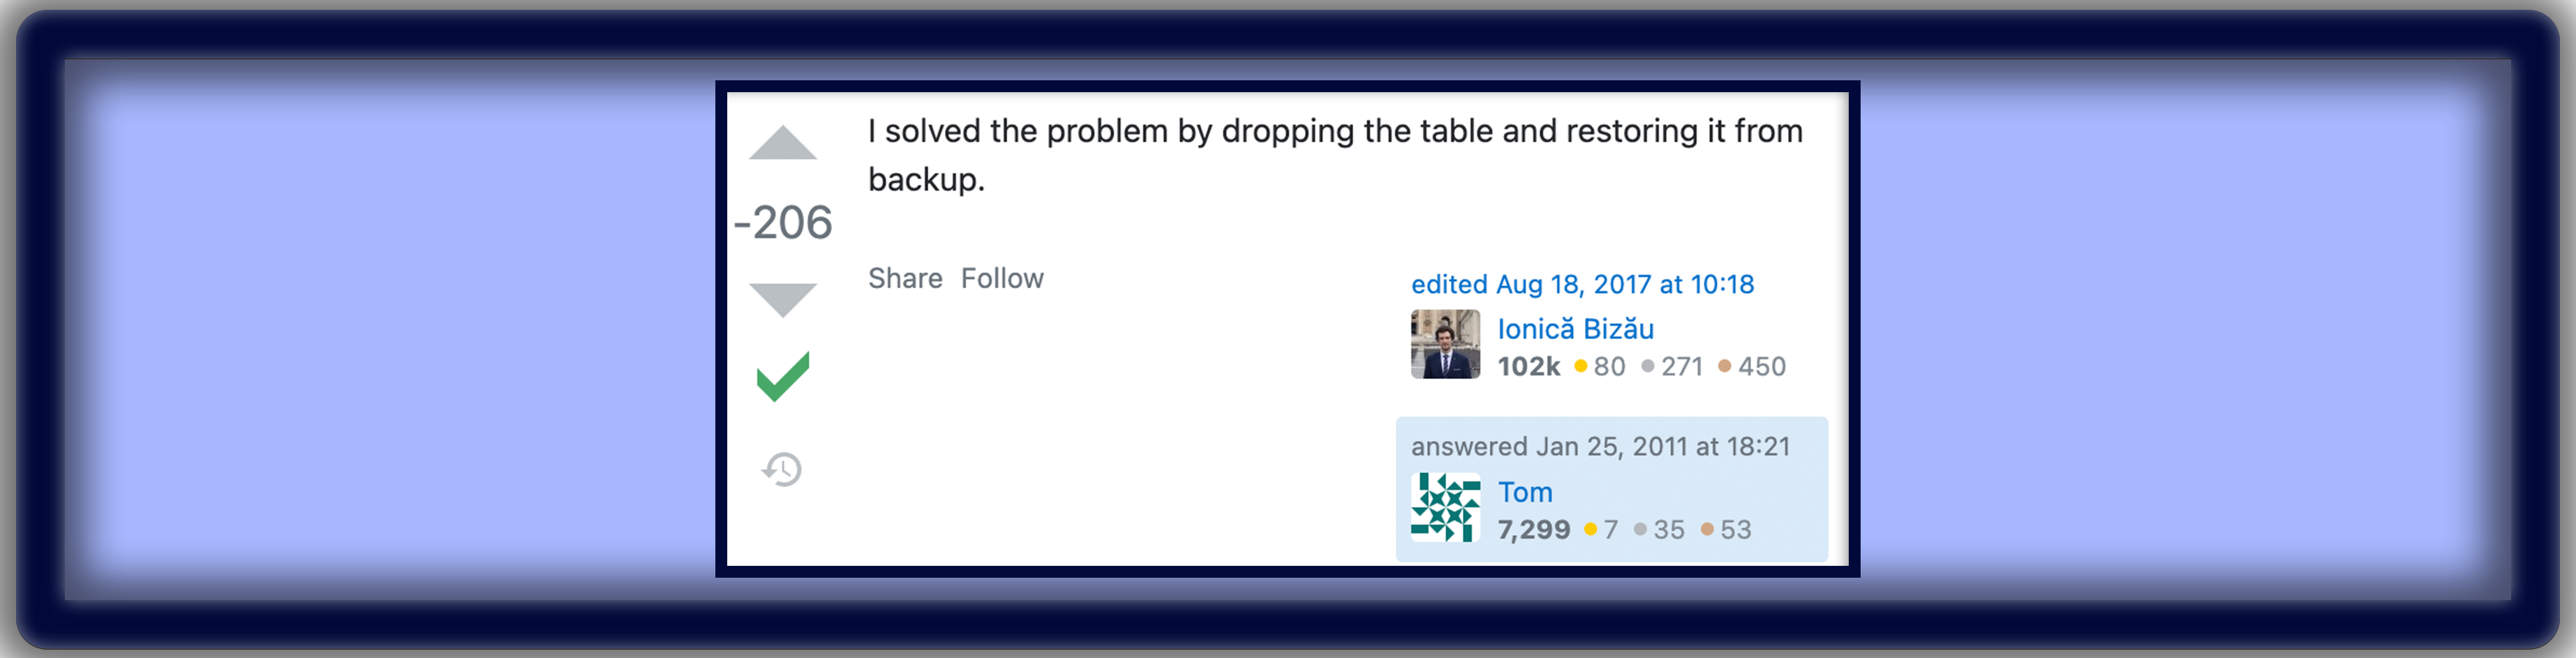 I solved the problem by dropping the table and restoring it from
backup.
-206
Share Follow
edited Aug 18, 2017 at 10:18
Ionică Bizău
102k 80 271 450
answered Jan 25, 2011 at 18:21
Tom
7,299 7 35 53